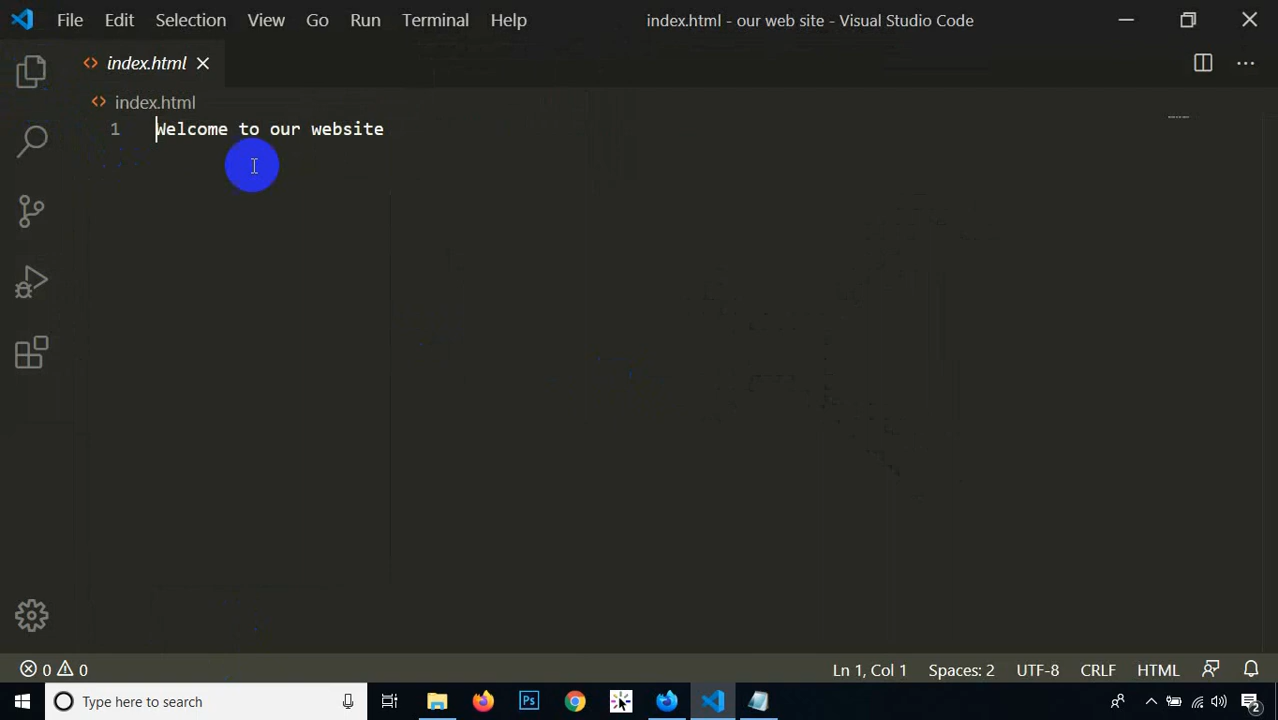 File Edit Selection View Go Run Terminal Help index.html - our web site - Visual Studio Code
index.html
index.html
1 Welcome to our website
0 0 Ln 1, Col 1 Spaces: 2 UTF-8 CRLF HTML
Type here to search Ps 2